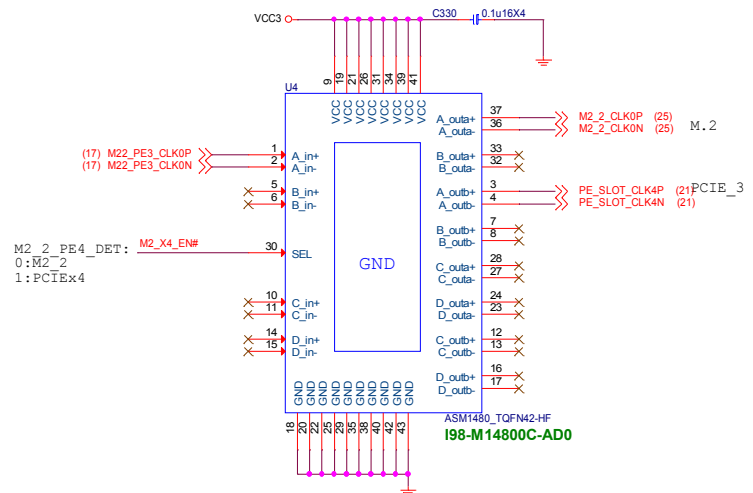 VCC3
C330 0.1u16X4
U4
9 19 21 26 31 34 39 41
VCC VCC VCC VCC VCC VCC VCC VCC
(17) M22_PE3_CLK0P 1 A_in+
(17) M22_PE3_CLK0N 2 A_in-
5 B_in+
6 B_in-
M2_2_PE4_DET:
0:M2_2
1:PCIEx4
M2_X4_EN# 30 SEL
10 C_in+
11 C_in-
14 D_in+
15 D_in-
GND
A_outa+ 37 M2_2_CLK0P (25)
A_outa- 36 M2_2_CLK0N (25)
M.2
B_outa+ 33
B_outa- 32
A_outb+ 3 PE_SLOT_CLK4P (21)
A_outb- 4 PE_SLOT_CLK4N (21)
PCIE_3
B_outb+ 7
B_outb- 8
C_outa+ 28
C_outa- 27
D_outa+ 24
D_outa- 23
C_outb+ 12
C_outb- 13
D_outb+ 16
D_outb- 17
GND GND GND GND GND GND GND GND GND GND
18 20 22 25 29 35 38 40 42 43
ASM1480_TQFN42-HF
I98-M14800C-AD0